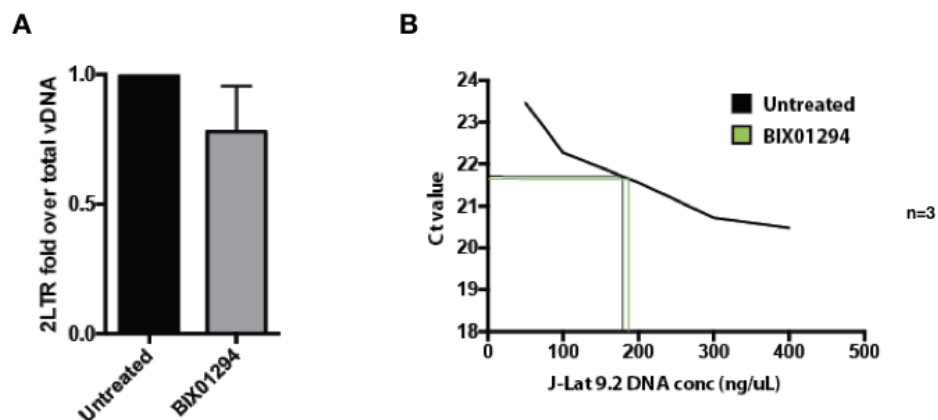 A
2LTR fold over total vDNA
1.0
0.5
0.0
Untreated
BIX01294
B
Ct value
24
23
22
21
20
19
18
0 100 200 300 400 500
J-Lat 9.2 DNA conc (ng/uL)
Untreated
BIX01294
n=3